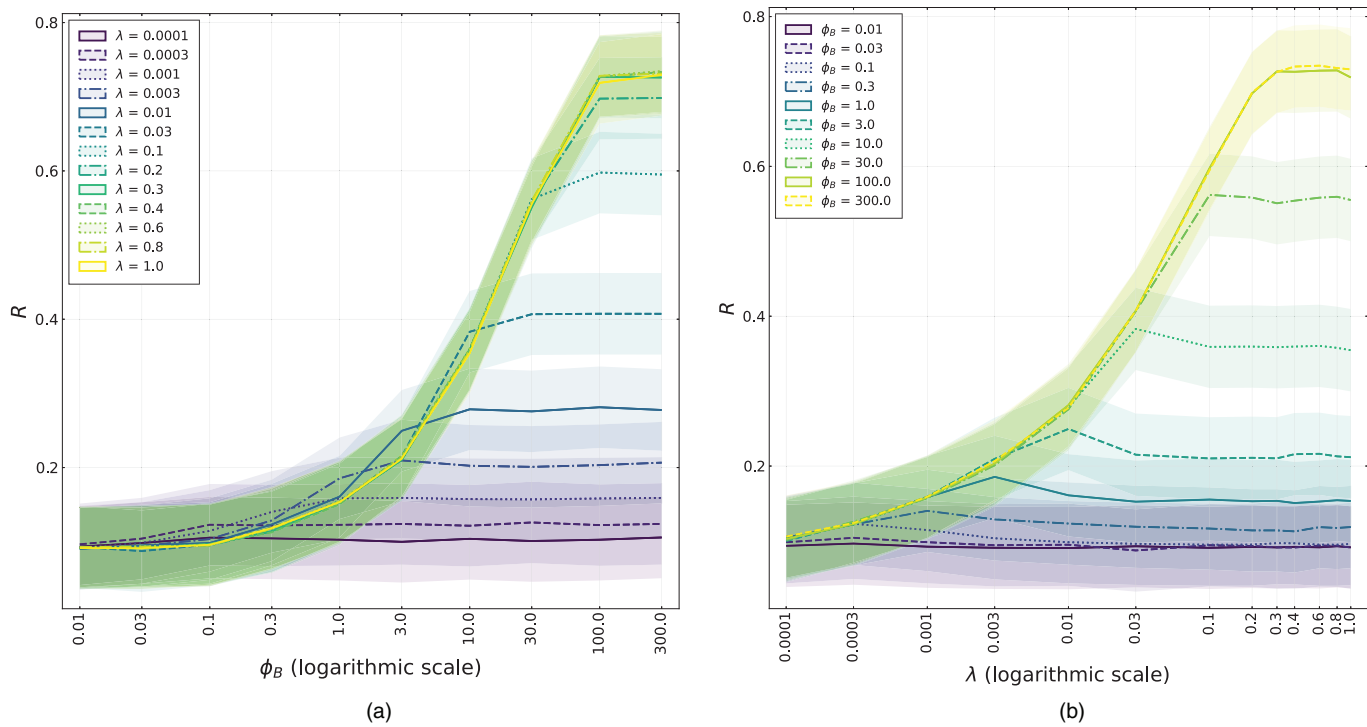 0.8
0.6
0.4
0.2
R
λ = 0.0001
λ = 0.0003
λ = 0.001
λ = 0.003
λ = 0.01
λ = 0.03
λ = 0.1
λ = 0.2
λ = 0.3
λ = 0.4
λ = 0.6
λ = 0.8
λ = 1.0
0.01
0.03
0.1
0.3
1.0
3.0
10.0
30.0
100.0
300.0
ϕB (logarithmic scale)
(a)
0.8
0.6
0.4
0.2
R
ϕB = 0.01
ϕB = 0.03
ϕB = 0.1
ϕB = 0.3
ϕB = 1.0
ϕB = 3.0
ϕB = 10.0
ϕB = 30.0
ϕB = 100.0
ϕB = 300.0
0.0001
0.0003
0.001
0.003
0.01
0.03
0.1
0.2
0.3
0.4
0.6
0.8
1.0
λ (logarithmic scale)
(b)